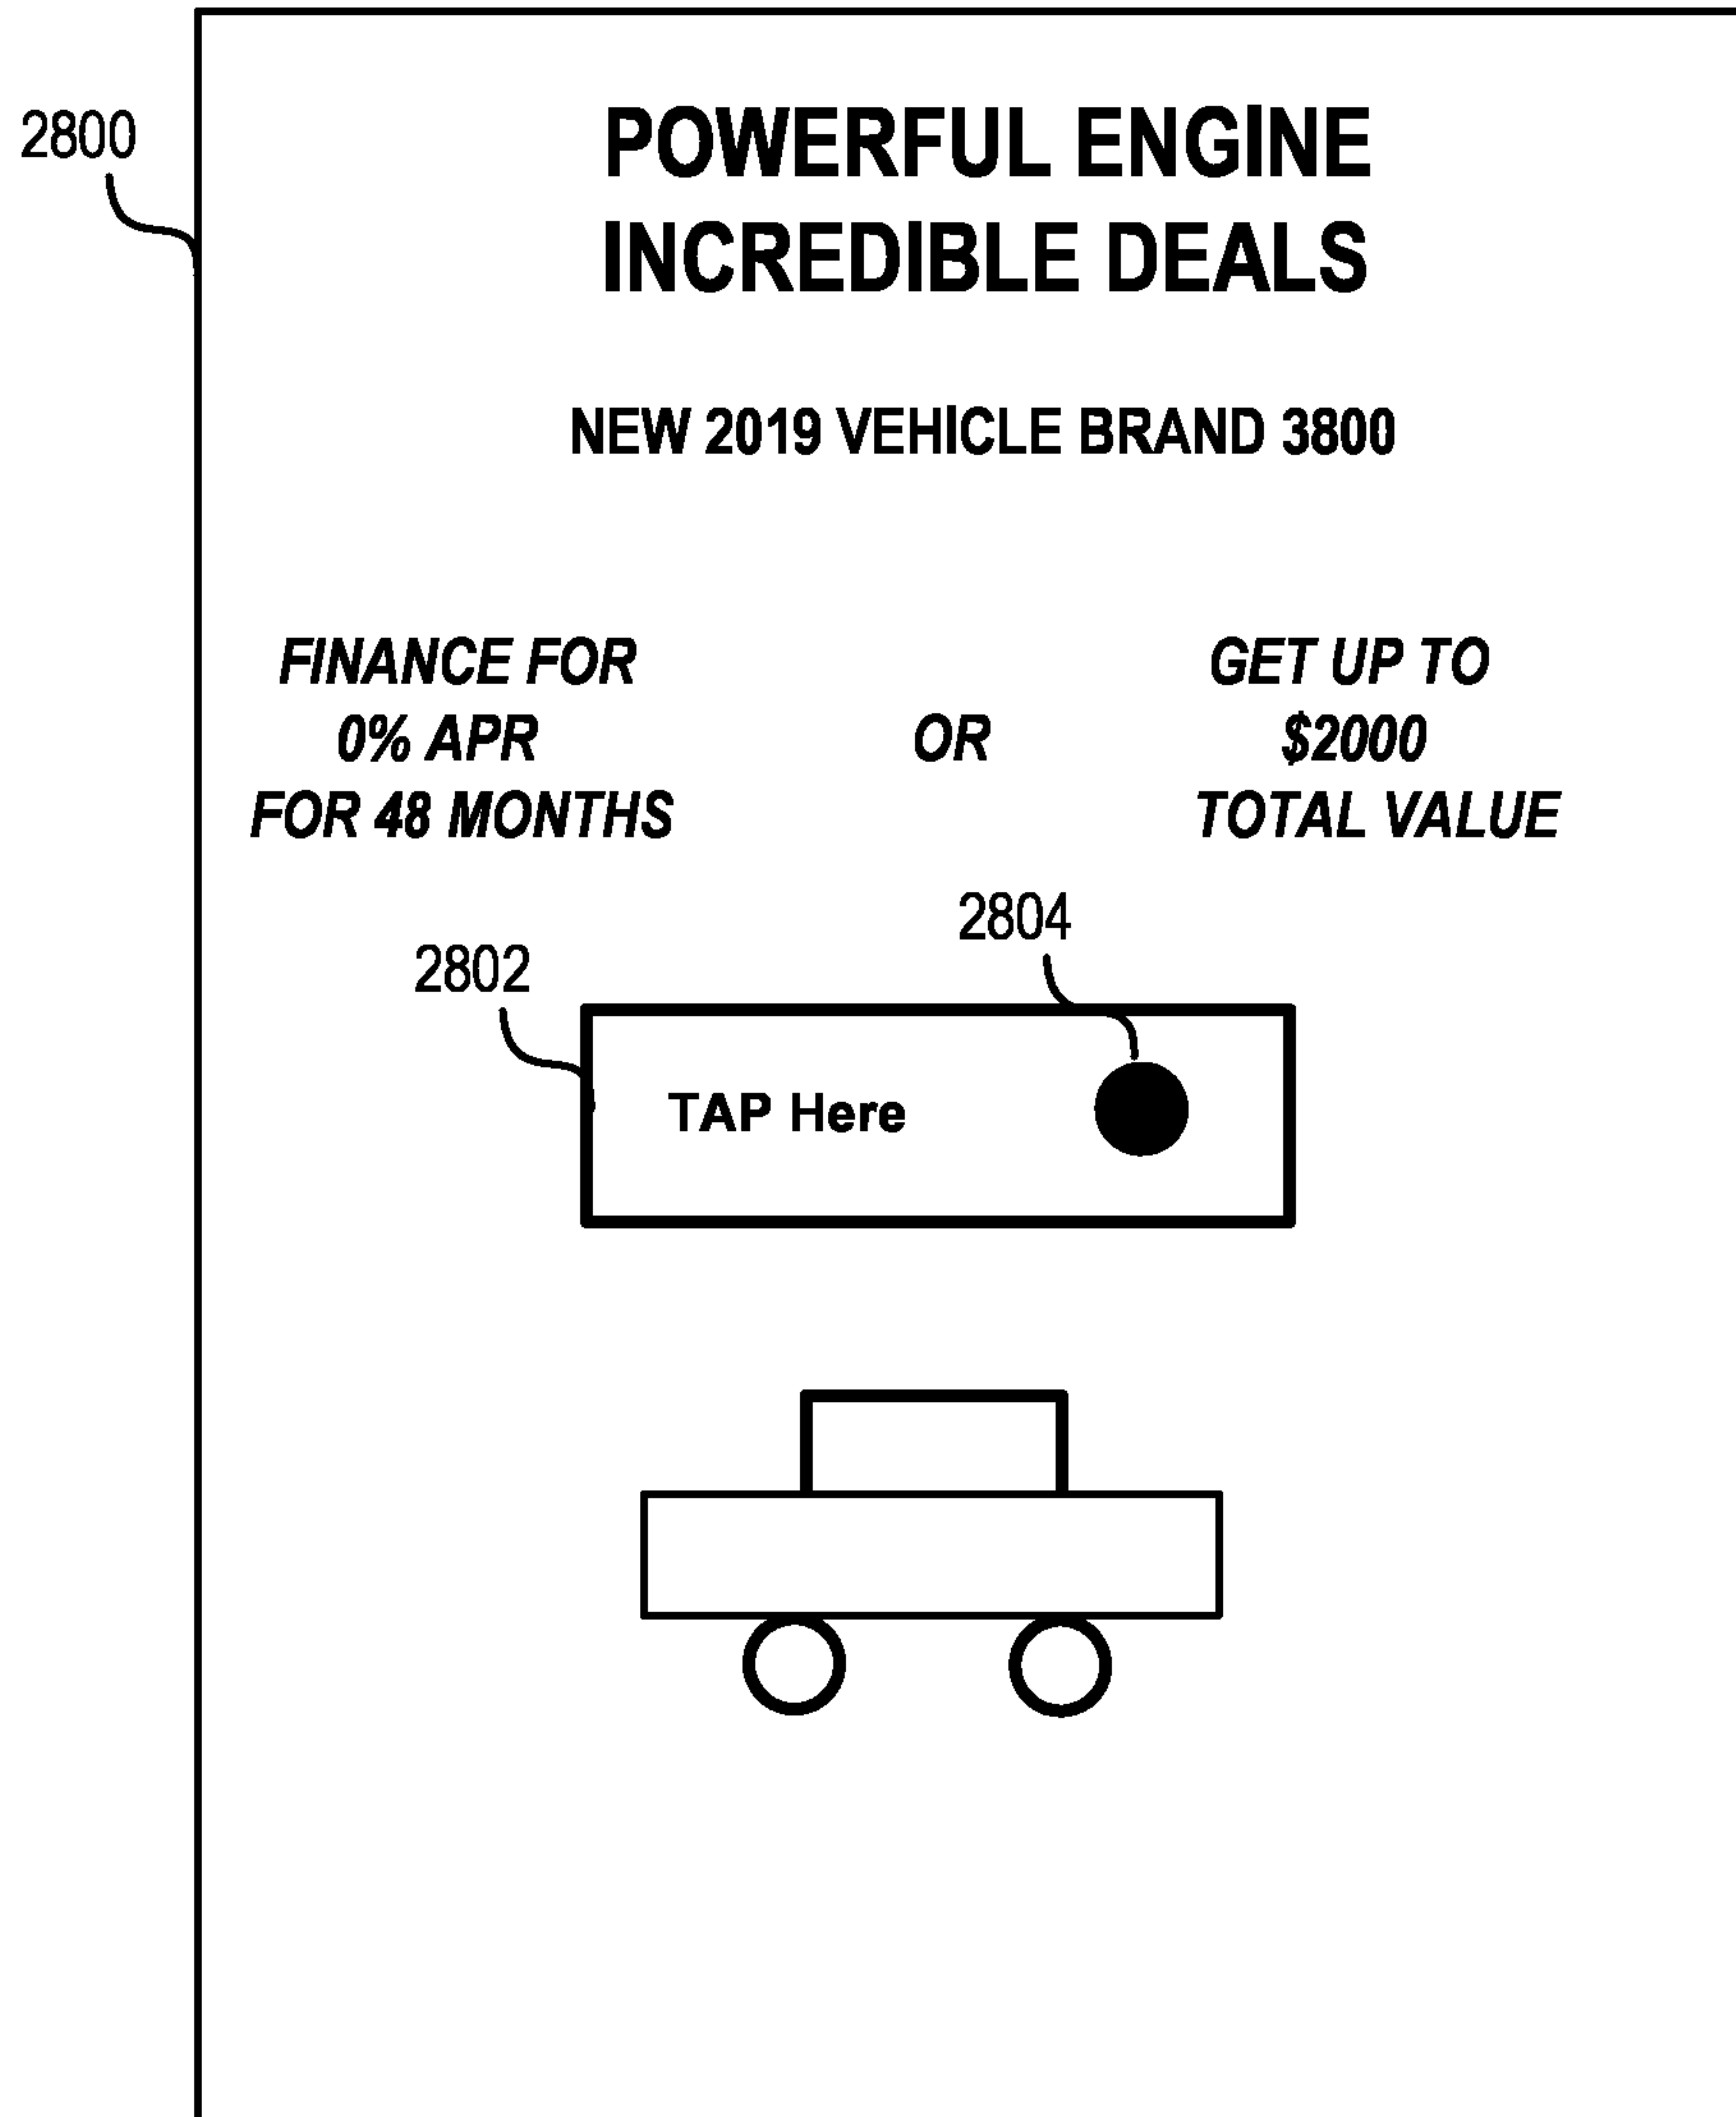 2800
POWERFUL ENGINE
INCREDIBLE DEALS
NEW 2019 VEHICLE BRAND 3800
FINANCE FOR
0% APR
FOR 48 MONTHS
OR
GET UP TO
$2000
TOTAL VALUE
2802
2804
TAP Here